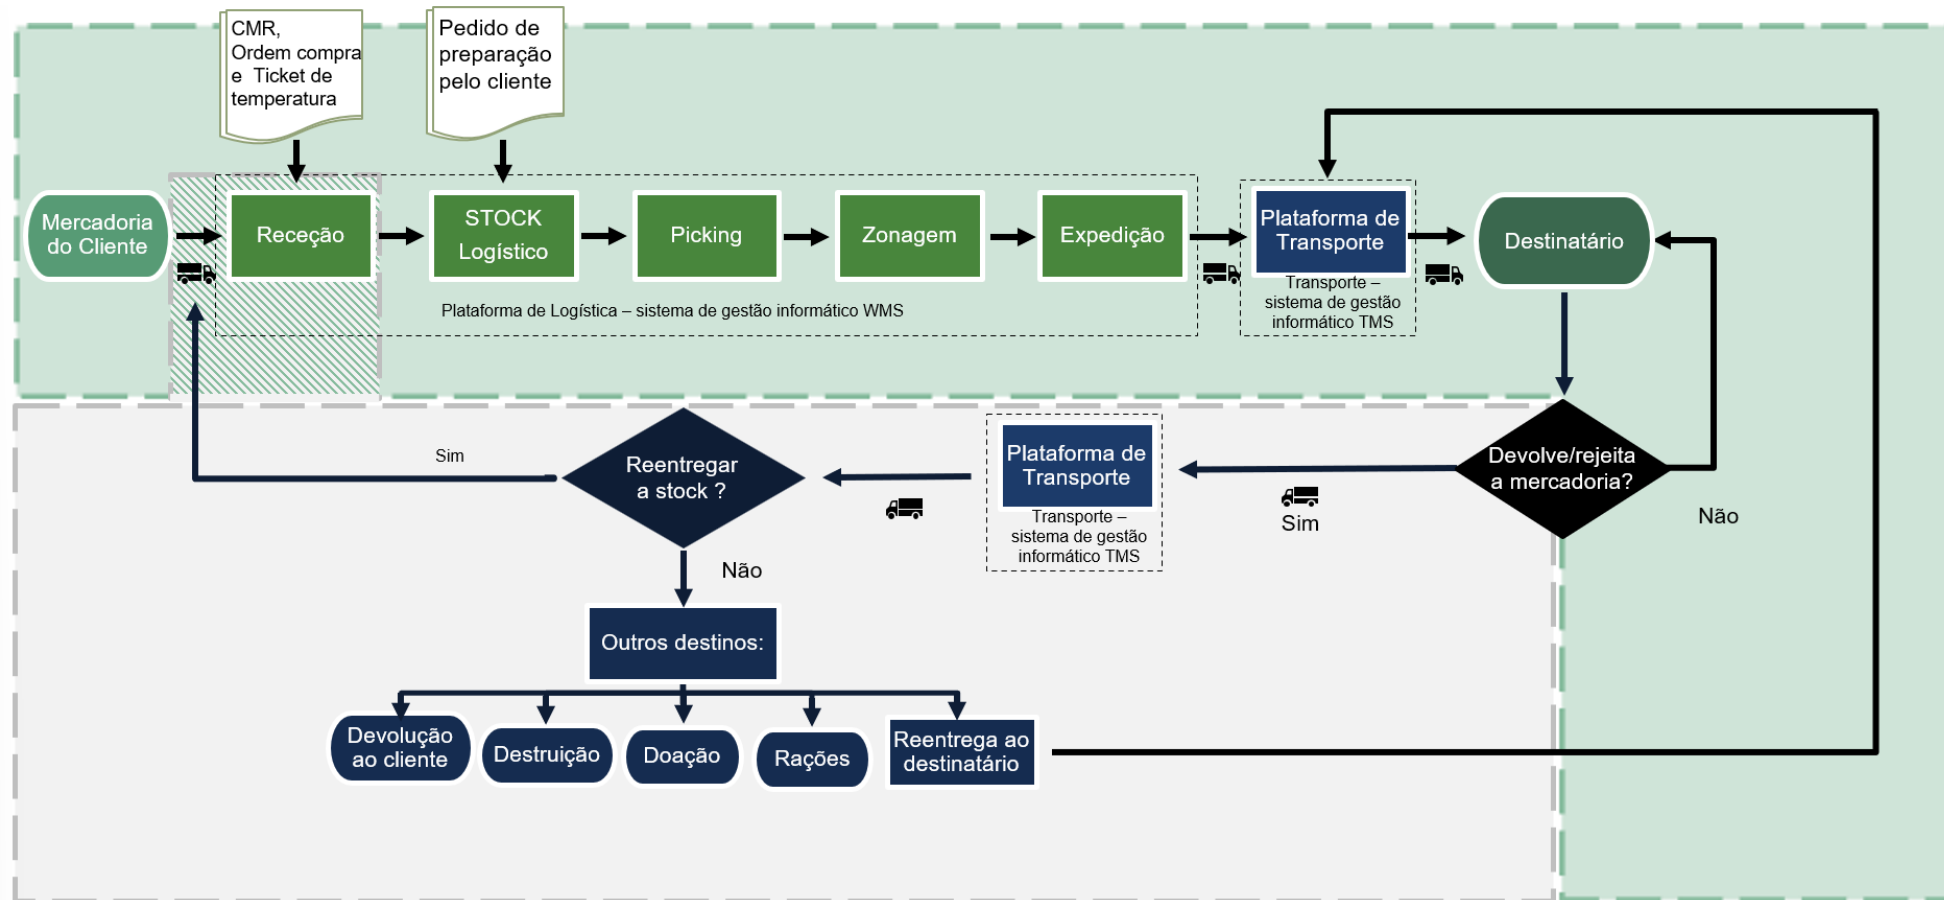 CMR,
Ordem compra
e Ticket de
temperatura
Pedido de
preparação
pelo cliente
Mercadoria
do Cliente
Receção
STOCK
Logístico
Picking
Zonagem
Expedição
Plataforma de
Transporte
Destinatário
Transporte –
sistema de gestão
informático TMS
Plataforma de Logística – sistema de gestão informático WMS
Devolve/rejeita
a mercadoria?
Não
Sim
Plataforma de
Transporte
Transporte –
sistema de gestão
informático TMS
Reentregar
a stock ?
Sim
Não
Outros destinos:
Devolução
ao cliente
Destruição
Doação
Rações
Reentrega ao
destinatário